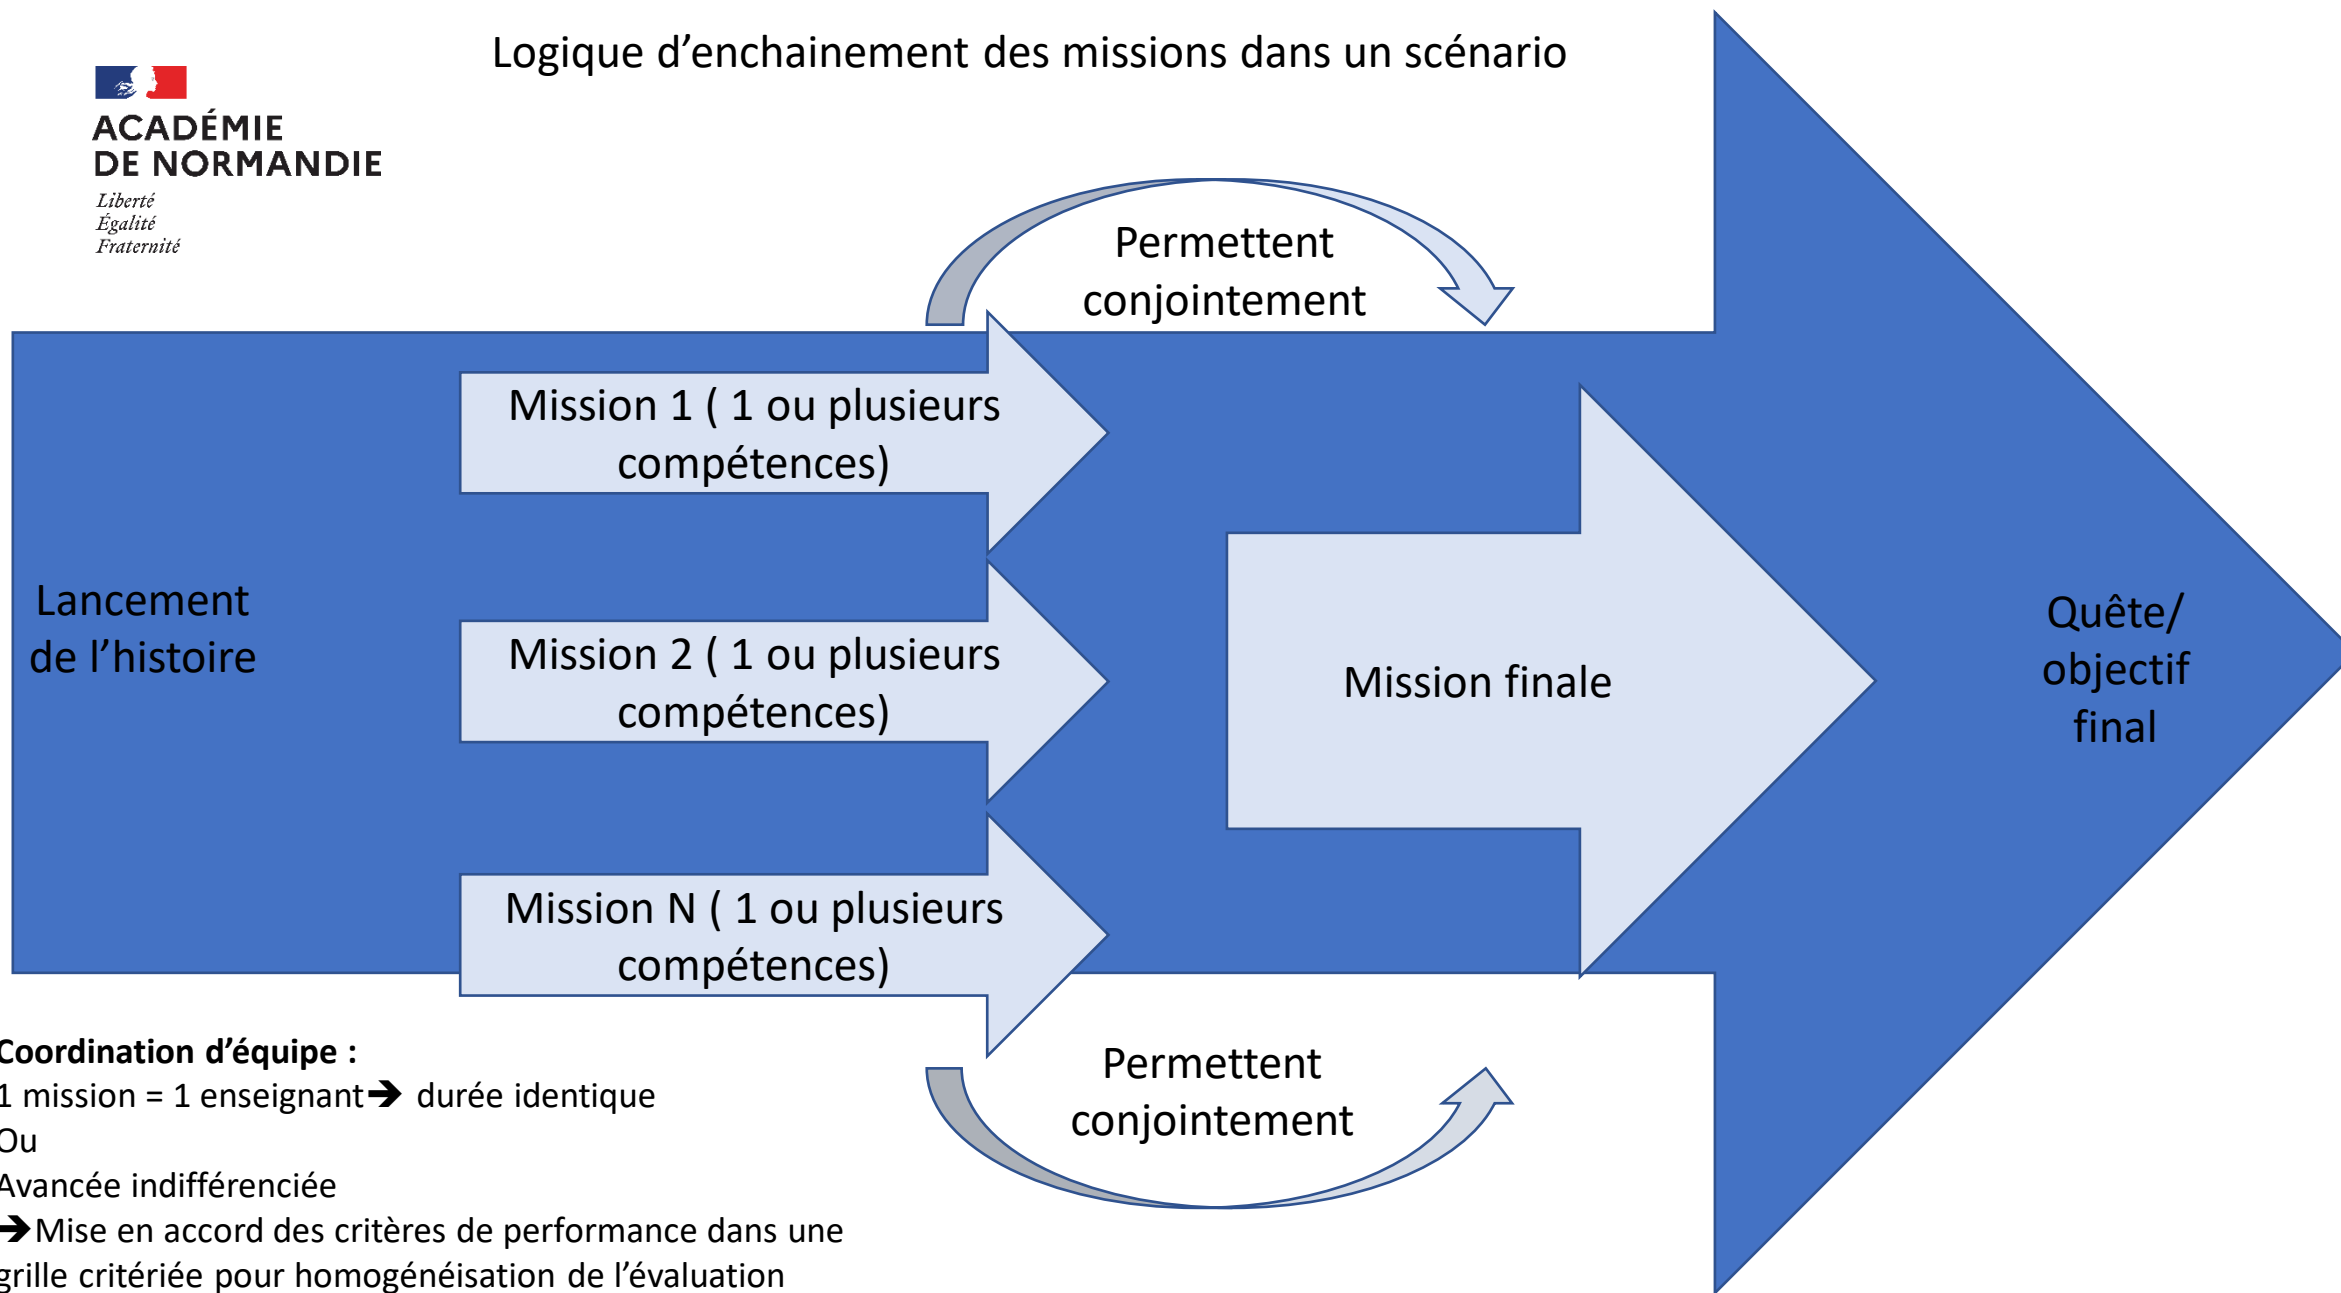 Logique d’enchainement des missions dans un scénario
ACADÉMIE
DE NORMANDIE
Liberté
Égalité
Fraternité
Permettent
conjointement
Mission 1 ( 1 ou plusieurs
compétences)
Lancement
de l’histoire
Mission 2 ( 1 ou plusieurs
compétences)
Mission finale
Quête/
objectif
final
Mission N ( 1 ou plusieurs
compétences)
Permettent
conjointement
Coordination d’équipe :
1 mission = 1 enseignant➔ durée identique
Ou
Avancée indifférenciée
➔Mise en accord des critères de performance dans une
grille critériée pour homogénéisation de l’évaluation